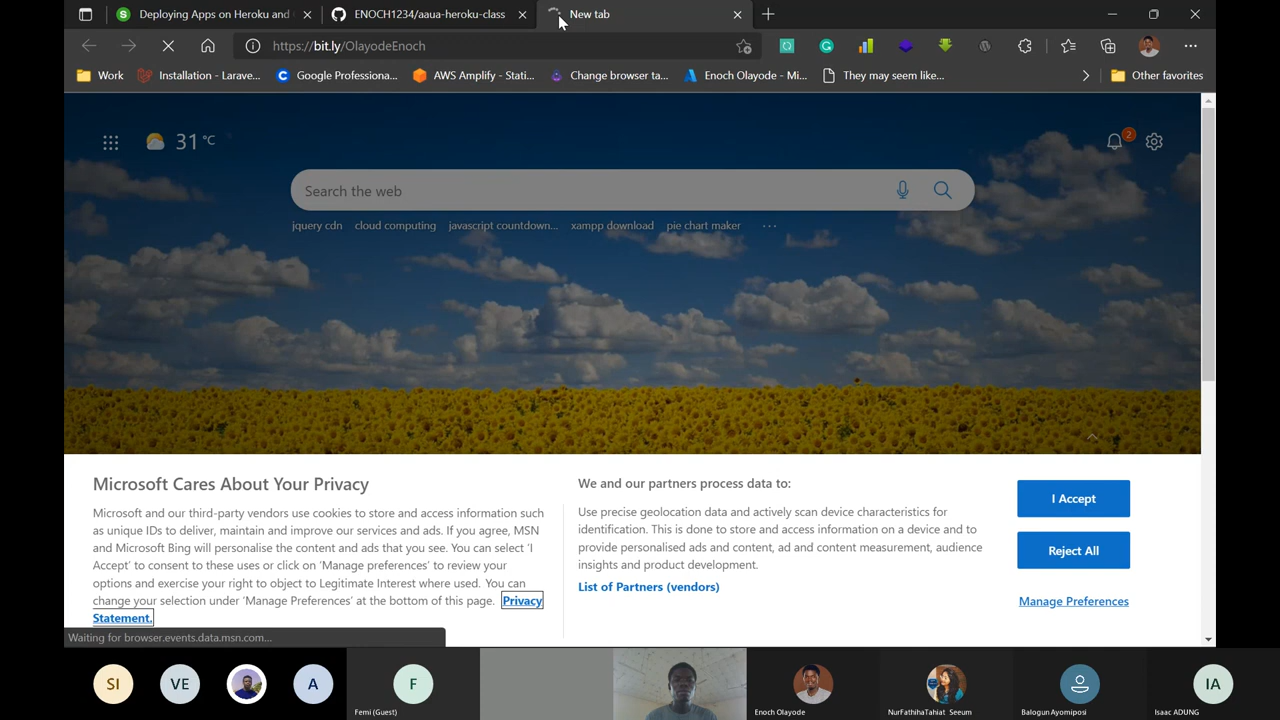 Deploying Apps on Heroku and
ENOCH1234/aaua-heroku-class
New tab
https://bit.ly/OlayodeEnoch
Work
Installation - Larave...
Google Professiona...
AWS Amplify - Stati...
Change browser ta...
Enoch Olayode - Mi...
They may seem like...
Other favorites
31 °C
2
Search the web
jquery cdn
cloud computing
javascript countdown...
xampp download
pie chart maker
...
Microsoft Cares About Your Privacy
Microsoft and our third-party vendors use cookies to store and access information such
as unique IDs to deliver, maintain and improve our services and ads. If you agree, MSN
and Microsoft Bing will personalise the content and ads that you see. You can select 'I
Accept' to consent to these uses or click on 'Manage preferences' to review your
options and exercise your right to object to Legitimate Interest where used. You can
change your selection under 'Manage Preferences' at the bottom of this page. Privacy
Statement.
We and our partners process data to:
Use precise geolocation data and actively scan device characteristics for
identification. This is done to store and access information on a device and to
provide personalised ads and content, ad and content measurement, audience
insights and product development.
List of Partners (vendors)
I Accept
Reject All
Manage Preferences
Waiting for browser.events.data.msn.com...
SI
VE
A
F
Femi (Guest)
Enoch Olayode
NurFathihaTahiat Seeum
Balogun Ayomiposi
IA
Isaac ADUNG